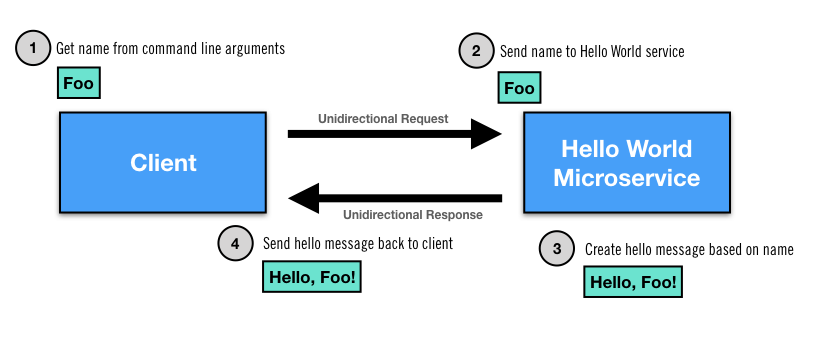 1 Get name from command line arguments
Foo
2 Send name to Hello World service
Foo
Client
Unidirectional Request
Hello World
Microservice
Unidirectional Response
4 Send hello message back to client
Hello, Foo!
3 Create hello message based on name
Hello, Foo!